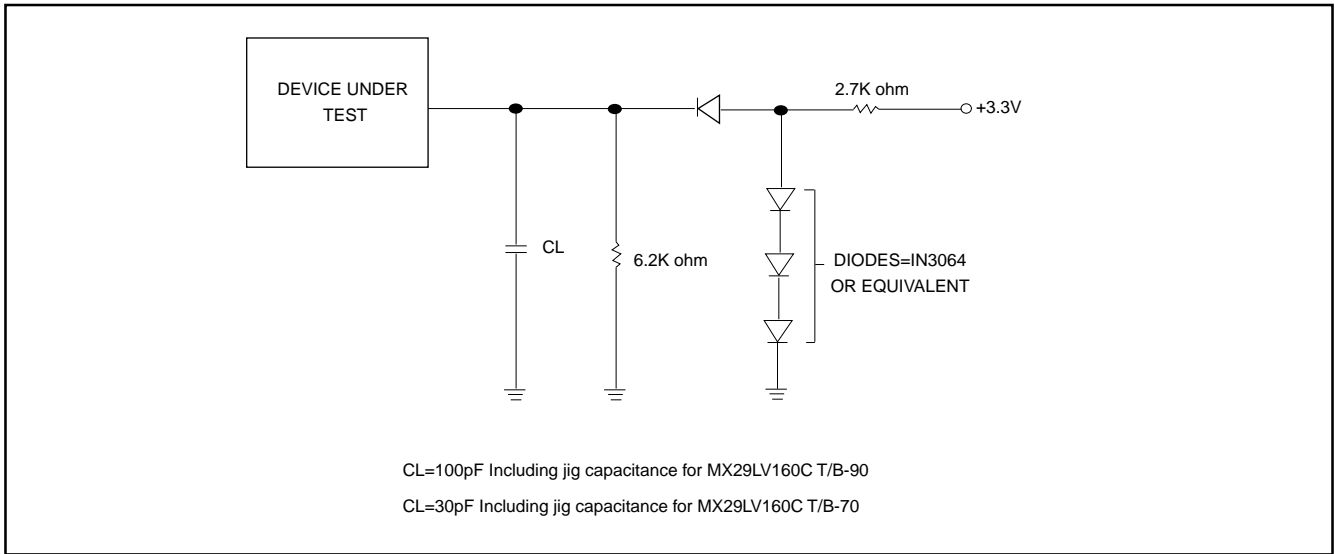 DEVICE UNDER
TEST
2.7K ohm
+3.3V
CL
6.2K ohm
DIODES=IN3064
OR EQUIVALENT
CL=100pF Including jig capacitance for MX29LV160C T/B-90
CL=30pF Including jig capacitance for MX29LV160C T/B-70